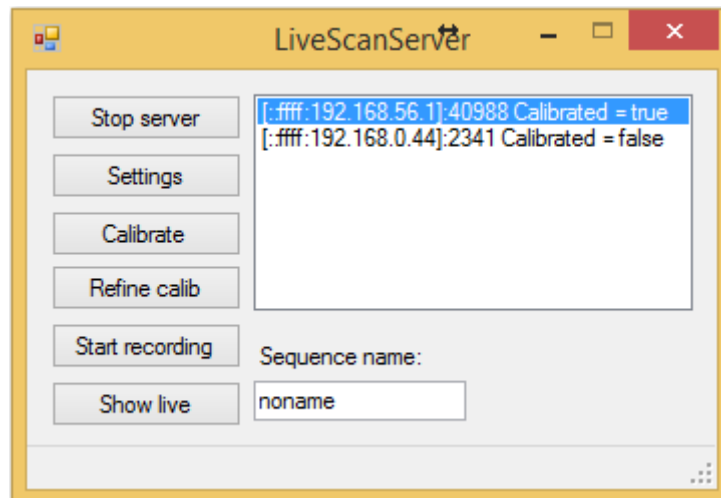 LiveScanServer
Stop server
Settings
Calibrate
Refine calib
Start recording
Show live
[::ffff:192.168.56.1]:40988 Calibrated = true
[::ffff:192.168.0.44]:2341 Calibrated = false
Sequence name:
noname